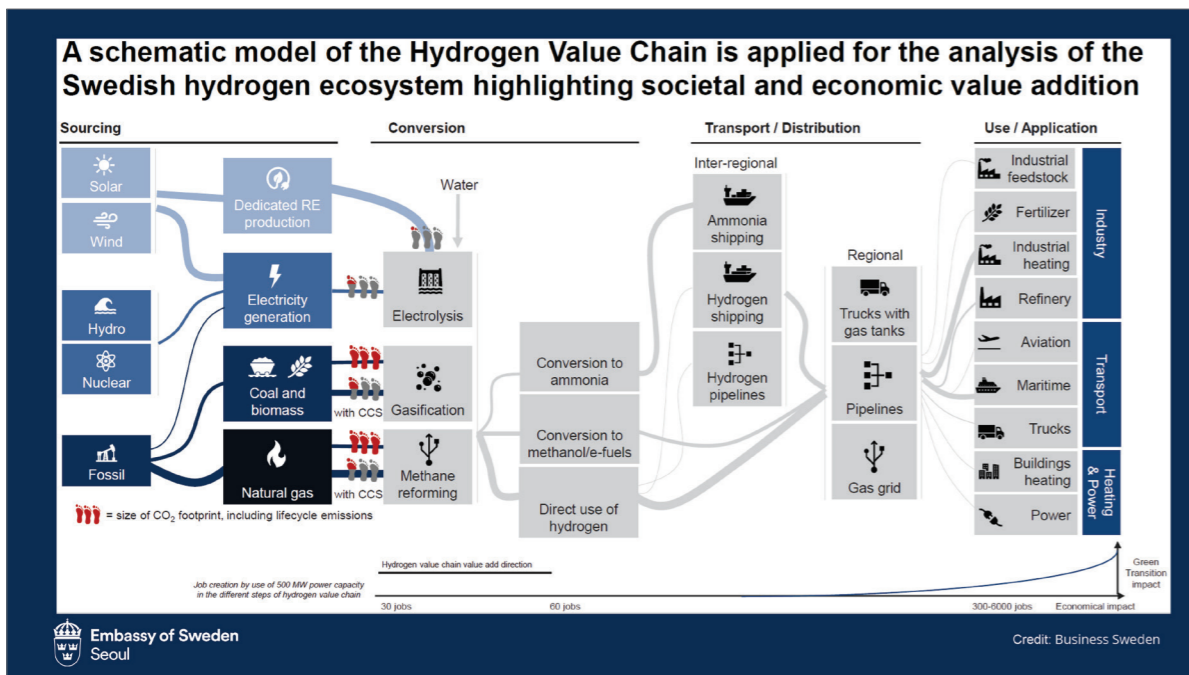 A schematic model of the Hydrogen Value Chain is applied for the analysis of the
Swedish hydrogen ecosystem highlighting societal and economic value addition
Sourcing
Conversion
Transport / Distribution
Use / Application
Solar
Wind
Hydro
Nuclear
Fossil
Dedicated RE
production
Electricity
generation
Coal and
biomass
Natural gas
with CCS
with CCS
= size of CO₂ footprint, including lifecycle emissions
Water
Electrolysis
Gasification
Methane
reforming
Conversion to
ammonia
Conversion to
methanol/e-fuels
Direct use of
hydrogen
Inter-regional
Ammonia
shipping
Hydrogen
shipping
Hydrogen
pipelines
Regional
Trucks with
gas tanks
Pipelines
Gas grid
Industrial
feedstock
Fertilizer
Industrial
heating
Refinery
Aviation
Maritime
Trucks
Buildings
heating
Power
Industry
Transport
Heating
& Power
Hydrogen value chain value add direction
Job creation by use of 500 MW power capacity
in the different steps of hydrogen value chain
30 jobs
60 jobs
300-6000 jobs
Economical impact
Green
Transition
impact
Embassy of Sweden
Seoul
Credit: Business Sweden